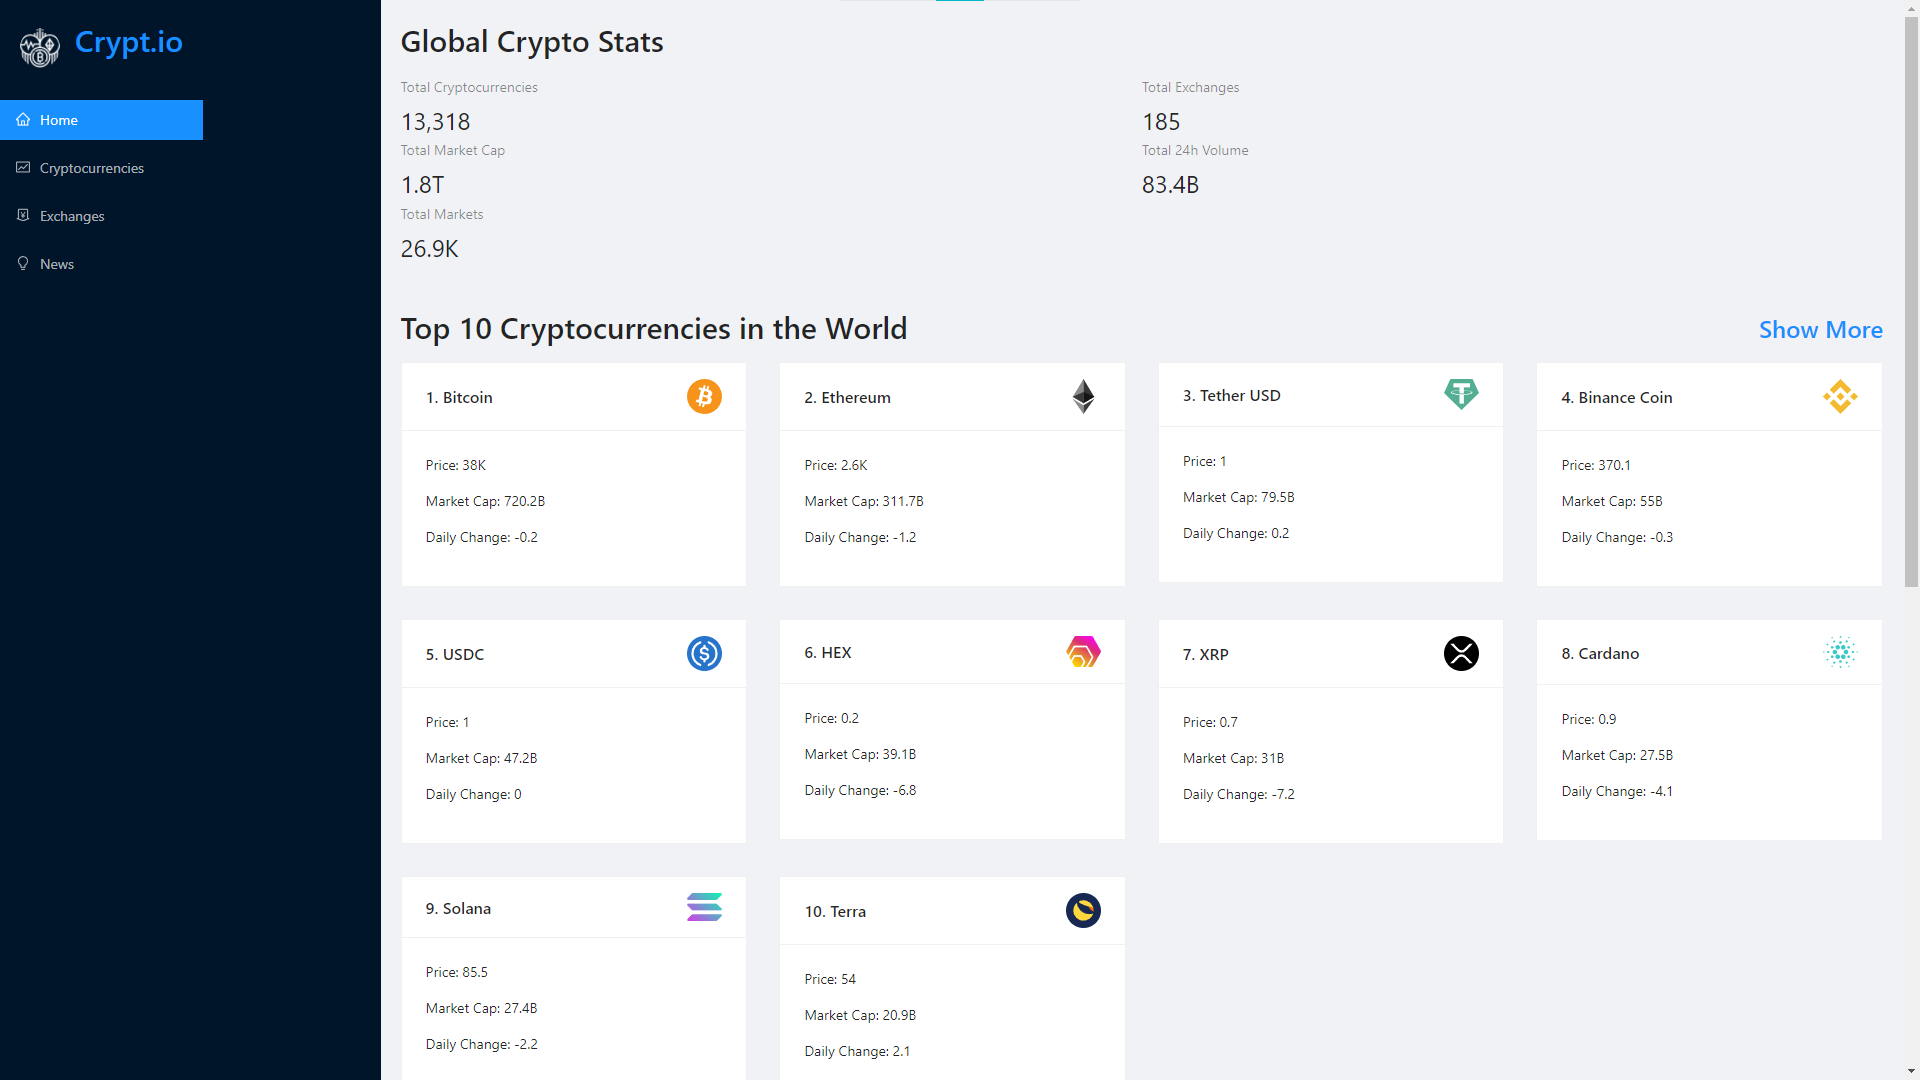 Crypt.io
Home
Cryptocurrencies
Exchanges
News
Global Crypto Stats
Total Cryptocurrencies
13,318
Total Exchanges
185
Total Market Cap
1.8T
Total 24h Volume
83.4B
Total Markets
26.9K
Top 10 Cryptocurrencies in the World
Show More
1. Bitcoin
Price: 38K
Market Cap: 720.2B
Daily Change: -0.2
2. Ethereum
Price: 2.6K
Market Cap: 311.7B
Daily Change: -1.2
3. Tether USD
Price: 1
Market Cap: 79.5B
Daily Change: 0.2
4. Binance Coin
Price: 370.1
Market Cap: 55B
Daily Change: -0.3
5. USDC
Price: 1
Market Cap: 47.2B
Daily Change: 0
6. HEX
Price: 0.2
Market Cap: 39.1B
Daily Change: -6.8
7. XRP
Price: 0.7
Market Cap: 31B
Daily Change: -7.2
8. Cardano
Price: 0.9
Market Cap: 27.5B
Daily Change: -4.1
9. Solana
Price: 85.5
Market Cap: 27.4B
Daily Change: -2.2
10. Terra
Price: 54
Market Cap: 20.9B
Daily Change: 2.1